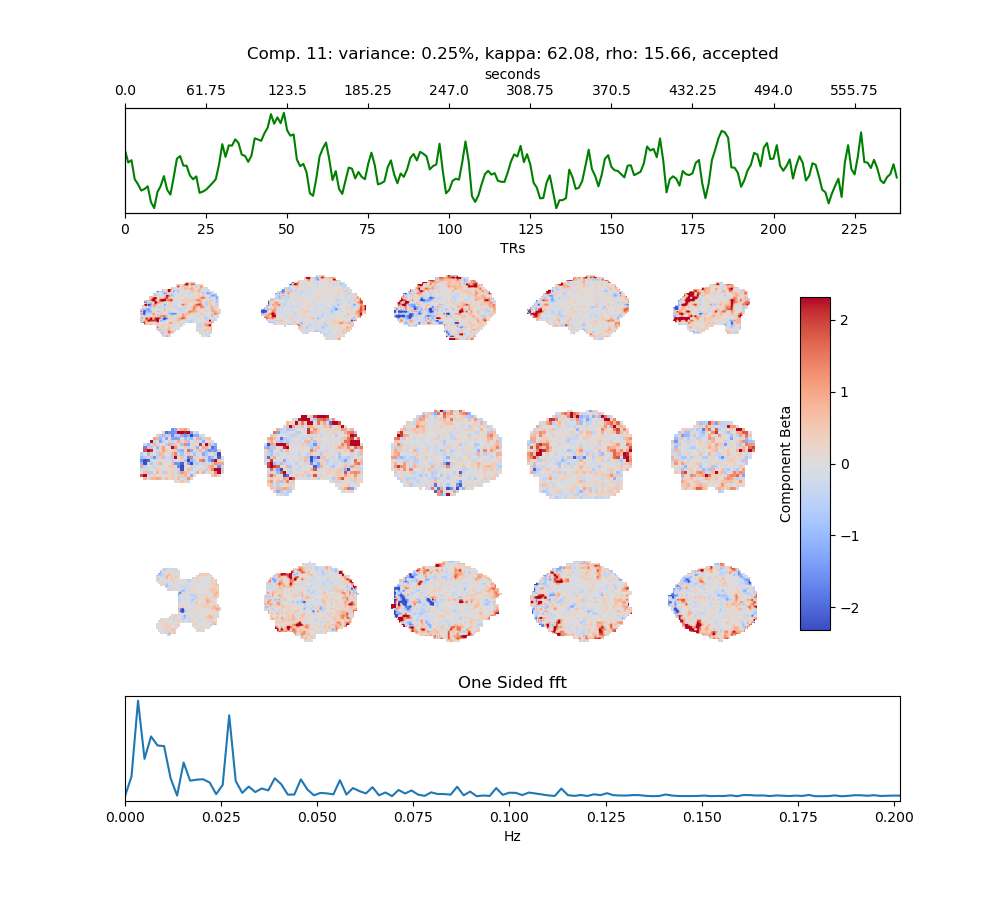 Comp. 11: variance: 0.25%, kappa: 62.08, rho: 15.66, accepted
seconds
0.0 61.75 123.5 185.25 247.0 308.75 370.5 432.25 494.0 555.75
0 25 50 75 100 125 150 175 200 225
TRs
2
1
0
−1
−2
Component Beta
One Sided fft
0.000 0.025 0.050 0.075 0.100 0.125 0.150 0.175 0.200
Hz